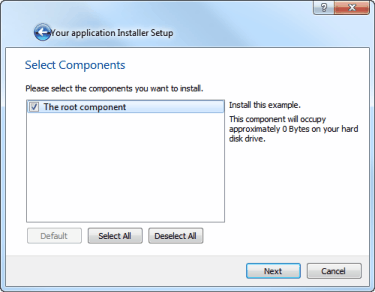 Your application Installer Setup
Select Components
Please select the components you want to install.
The root component
Install this example.
This component will occupy
approximately 0 Bytes on your hard
disk drive.
Default
Select All
Deselect All
Next
Cancel